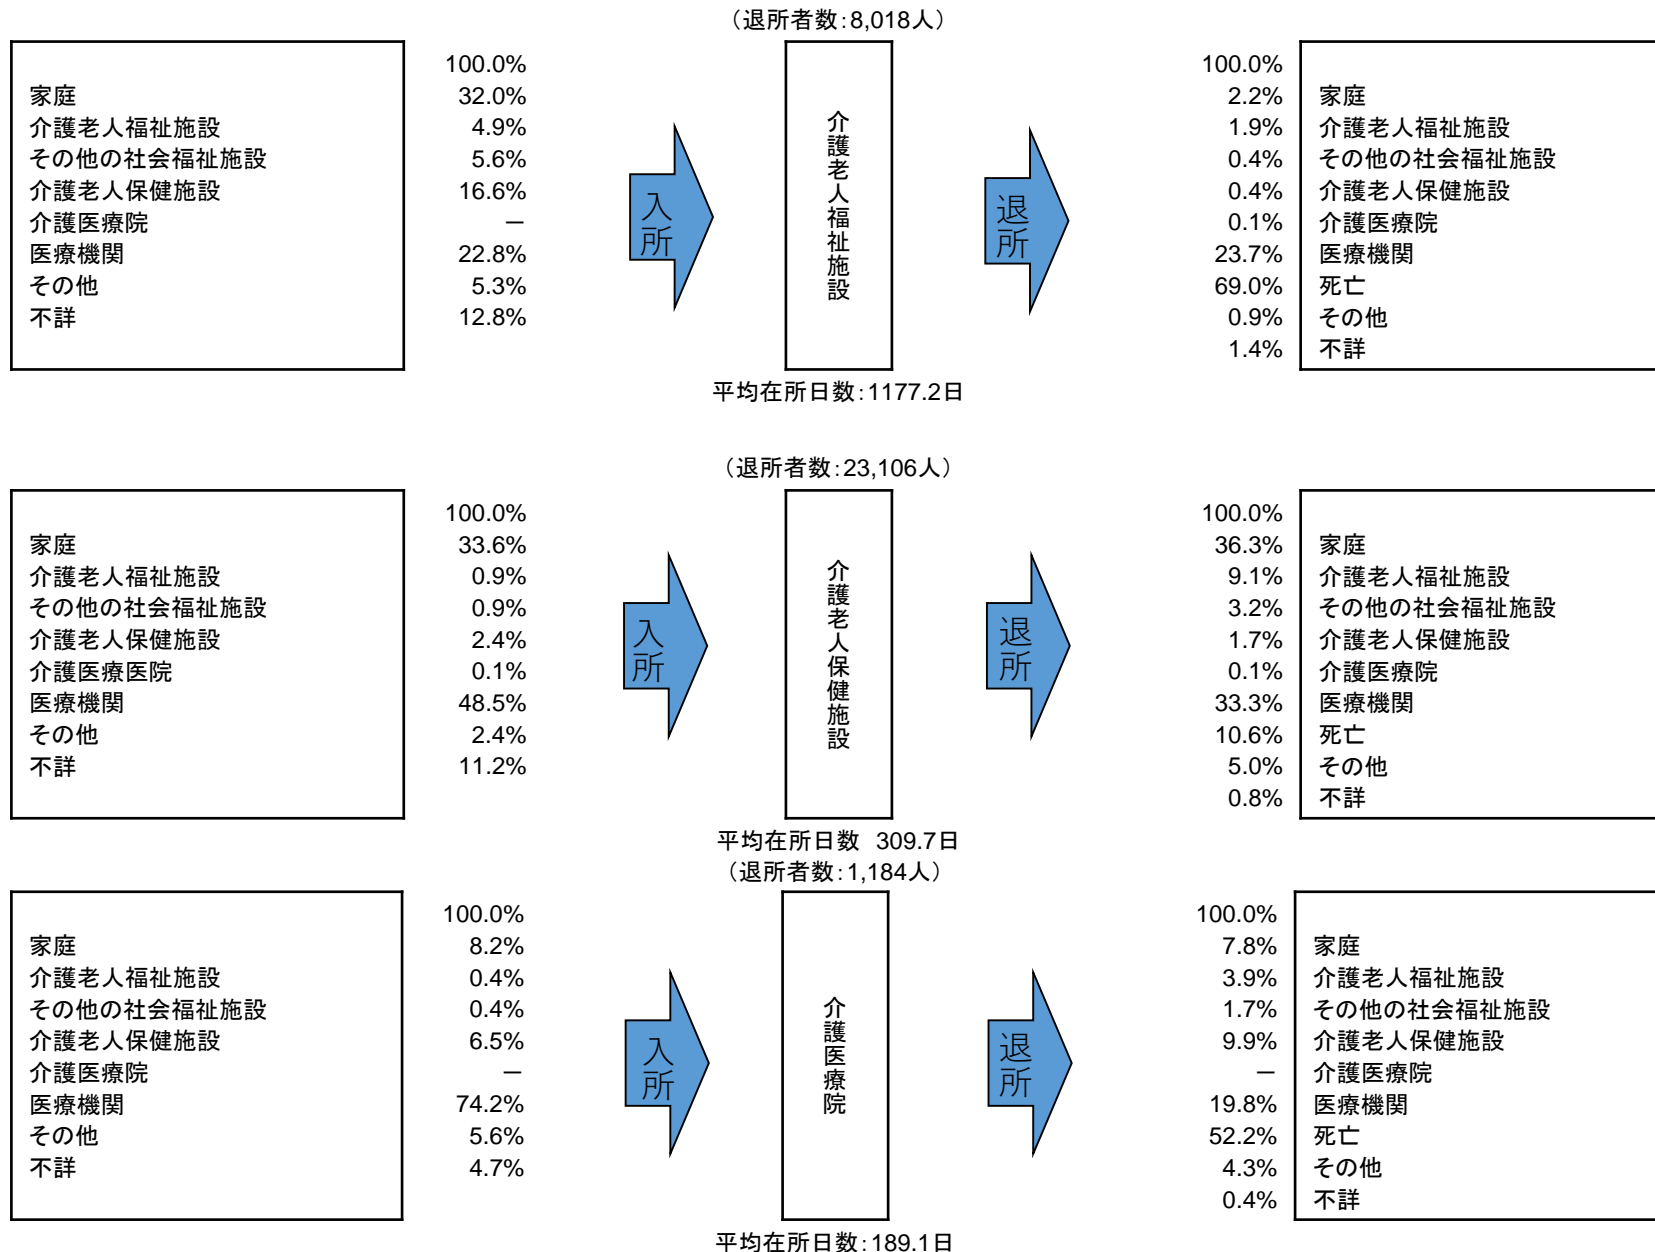 （退所者数：8,018人）
100.0%
家庭 32.0%
介護老人福祉施設 4.9%
その他の社会福祉施設 5.6%
介護老人保健施設 16.6%
介護医療院 －
医療機関 22.8%
その他 5.3%
不詳 12.8%
入所
介護老人福祉施設
退所
100.0%
2.2% 家庭
1.9% 介護老人福祉施設
0.4% その他の社会福祉施設
0.4% 介護老人保健施設
0.1% 介護医療院
23.7% 医療機関
69.0% 死亡
0.9% その他
1.4% 不詳
平均在所日数：1177.2日
（退所者数：23,106人）
100.0%
家庭 33.6%
介護老人福祉施設 0.9%
その他の社会福祉施設 0.9%
介護老人保健施設 2.4%
介護医療医院 0.1%
医療機関 48.5%
その他 2.4%
不詳 11.2%
入所
介護老人保健施設
退所
100.0%
36.3% 家庭
9.1% 介護老人福祉施設
3.2% その他の社会福祉施設
1.7% 介護老人保健施設
0.1% 介護医療院
33.3% 医療機関
10.6% 死亡
5.0% その他
0.8% 不詳
平均在所日数 309.7日
（退所者数：1,184人）
100.0%
家庭 8.2%
介護老人福祉施設 0.4%
その他の社会福祉施設 0.4%
介護老人保健施設 6.5%
介護医療院 －
医療機関 74.2%
その他 5.6%
不詳 4.7%
入所
介護医療院
退所
100.0%
7.8% 家庭
3.9% 介護老人福祉施設
1.7% その他の社会福祉施設
9.9% 介護老人保健施設
－ 介護医療院
19.8% 医療機関
52.2% 死亡
4.3% その他
0.4% 不詳
平均在所日数：189.1日